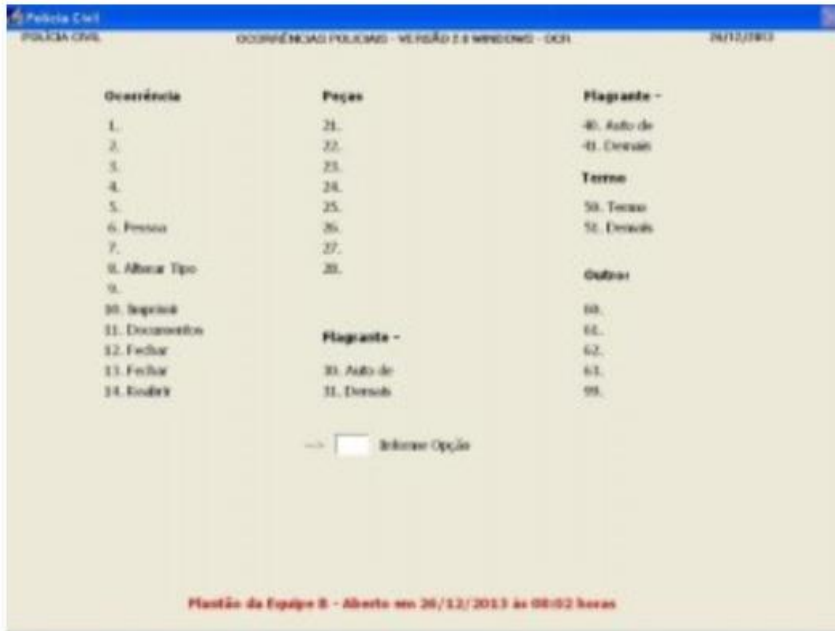 Polícia Civil
POLÍCIA CIVIL
OCORRÊNCIAS POLICIAIS - VERSÃO 2.0 WINDOWS - OCR
26/12/2013
Ocorrência
1.
2.
3.
4.
5.
6. Pessoa
7.
8. Alterar Tipo
9.
10. Imprimir
11. Documentos
12. Fechar
13. Fechar
14. Reabrir
Peças
21.
22.
23.
24.
25.
26.
27.
28.
Flagrante -
30. Auto de
31. Demais
Flagrante -
40. Auto de
41. Demais
Termo
50. Termo
51. Demais
Outros
60.
61.
62.
63.
99.
--> Informe Opção
Plantão da Equipe B - Aberto em 26/12/2013 às 08:02 horas